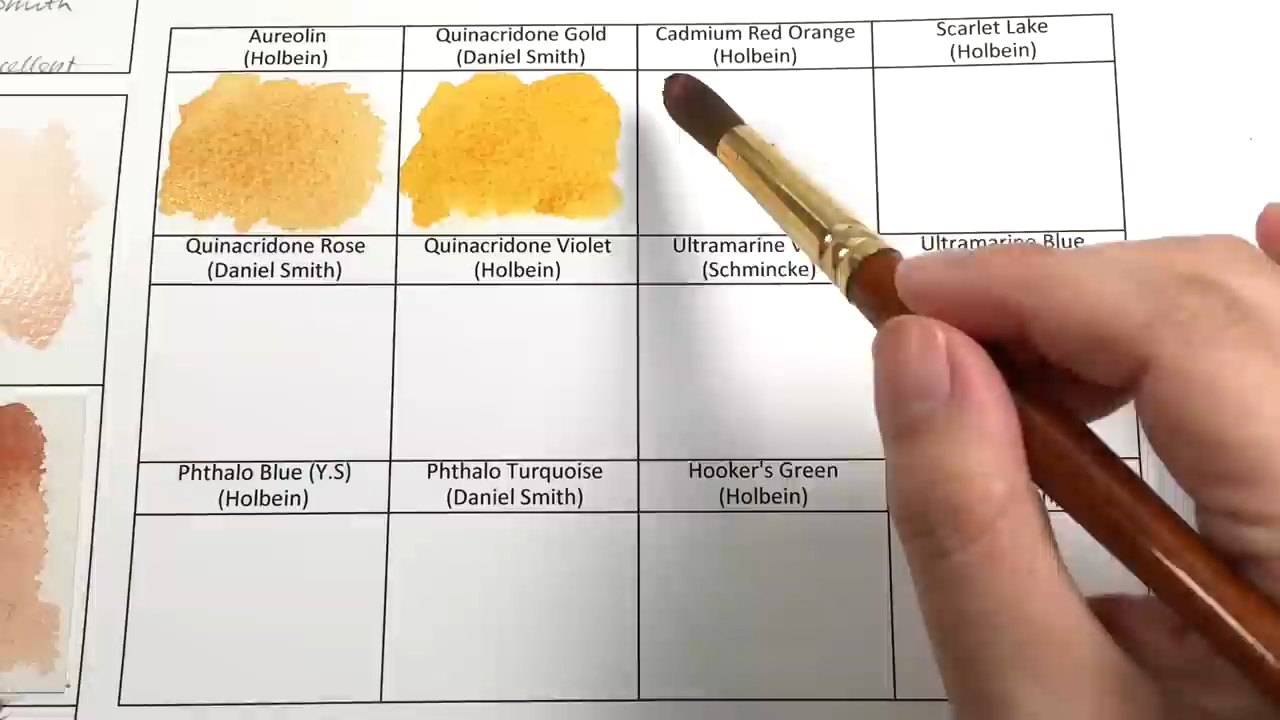 Smith
Aureolin
(Holbein)
Quinacridone Gold
(Daniel Smith)
Cadmium Red Orange
(Holbein)
Scarlet Lake
(Holbein)
Quinacridone Rose
(Daniel Smith)
Quinacridone Violet
(Holbein)
Ultramarine V
(Schmincke)
Ultramarine Blue
Phthalo Blue (Y.S)
(Holbein)
Phthalo Turquoise
(Daniel Smith)
Hooker's Green
(Holbein)